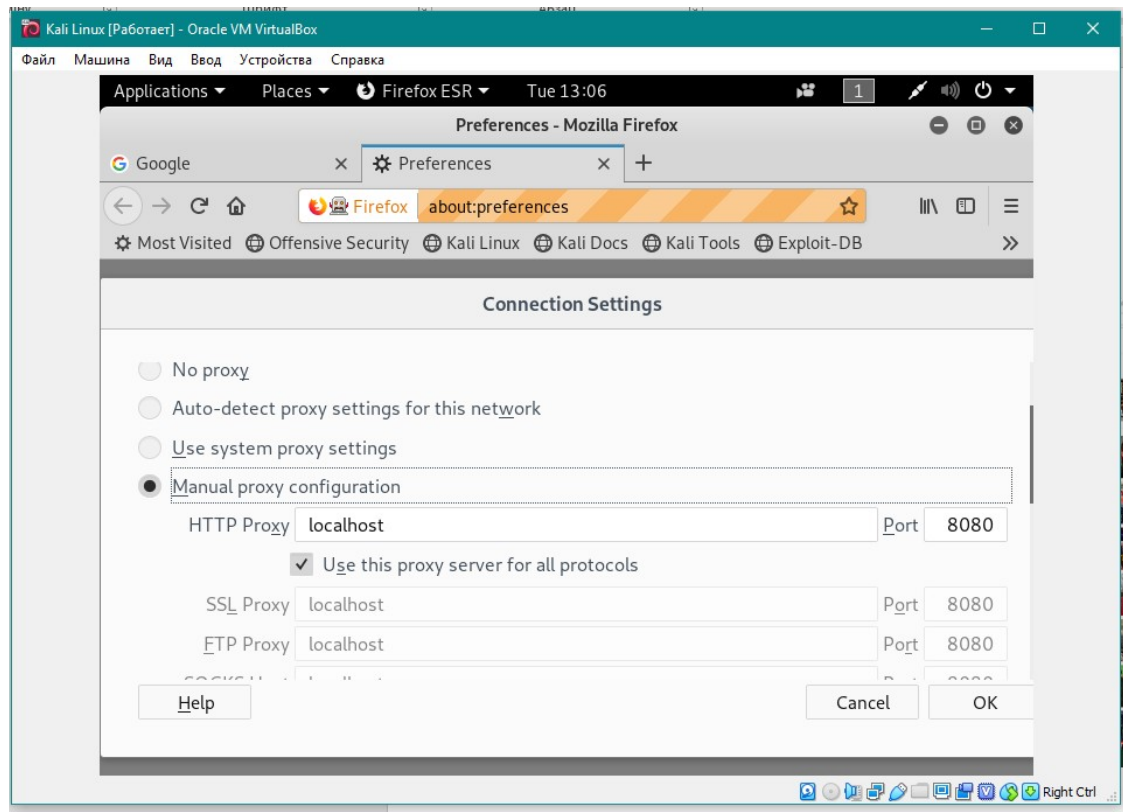 Kali Linux [Работает] - Oracle VM VirtualBox
Файл Машина Вид Ввод Устройства Справка
Applications Places Firefox ESR Tue 13:06 1
Preferences - Mozilla Firefox
Google Preferences
Firefox about:preferences
Most Visited Offensive Security Kali Linux Kali Docs Kali Tools Exploit-DB
Connection Settings
No proxy
Auto-detect proxy settings for this network
Use system proxy settings
Manual proxy configuration
HTTP Proxy localhost Port 8080
Use this proxy server for all protocols
SSL Proxy localhost Port 8080
FTP Proxy localhost Port 8080
Help Cancel OK
Right Ctrl